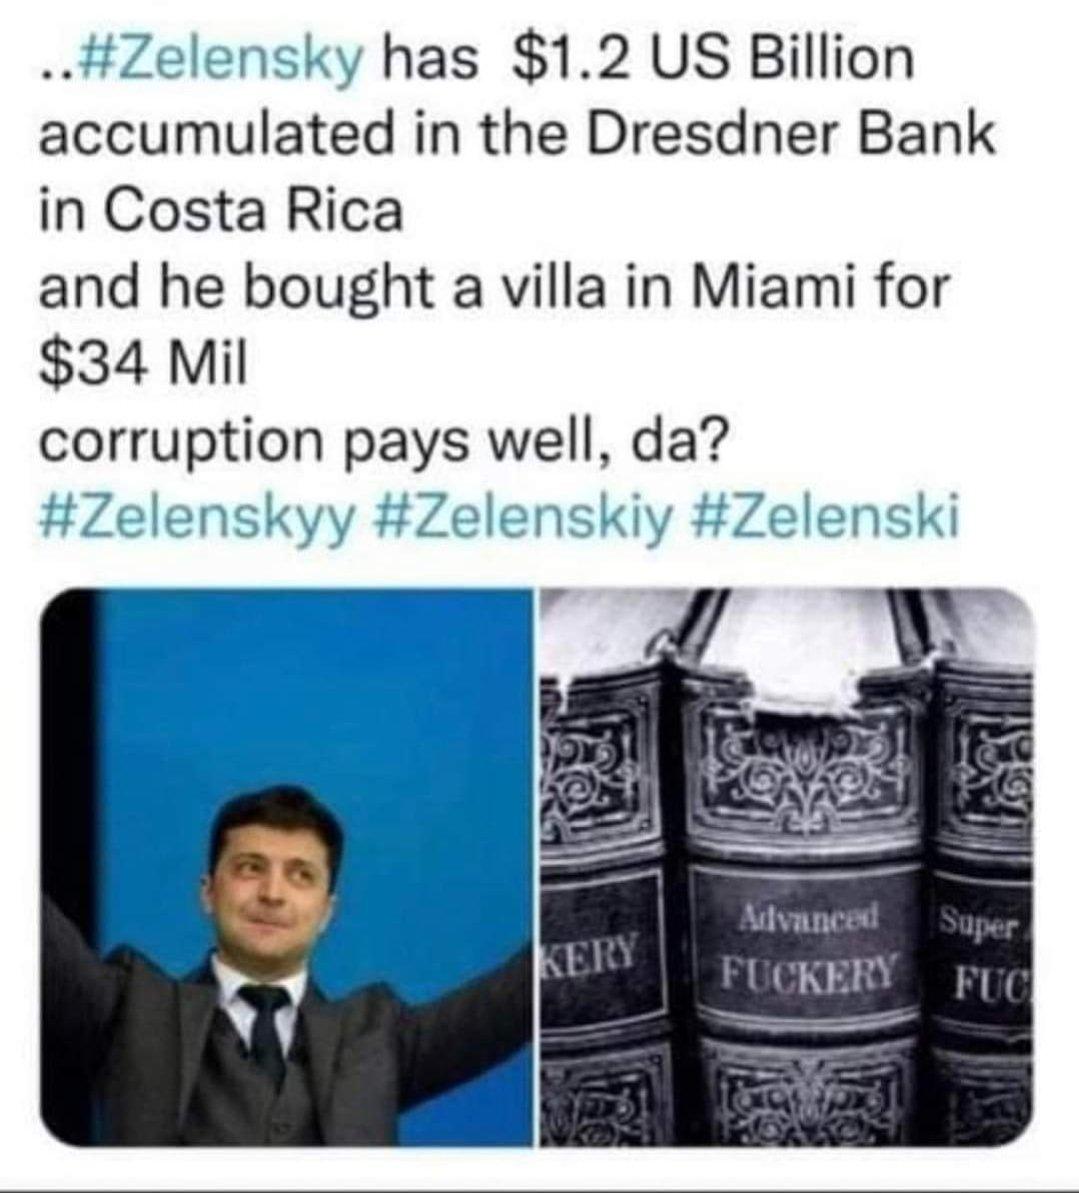 ..#Zelensky has $1.2 US Billion
accumulated in the Dresdner Bank
in Costa Rica
and he bought a villa in Miami for
$34 Mil
corruption pays well, da?
#Zelenskyy #Zelenskiy #Zelenski
KERY
Advanced
FUCKERY
Super
FUC